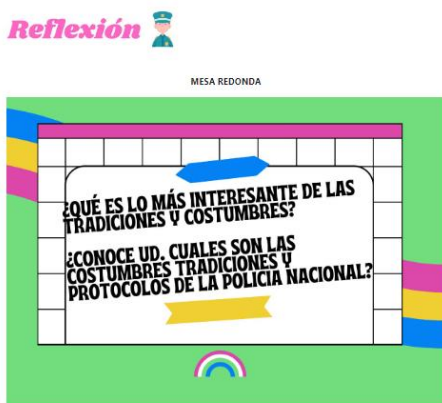 Reflexión
MESA REDONDA
¿QUÉ ES LO MÁS INTERESANTE DE LAS
TRADICIONES Y COSTUMBRES?
¿CONOCE UD. CUALES SON LAS
COSTUMBRES TRADICIONES Y
PROTOCOLOS DE LA POLICIA NACIONAL?